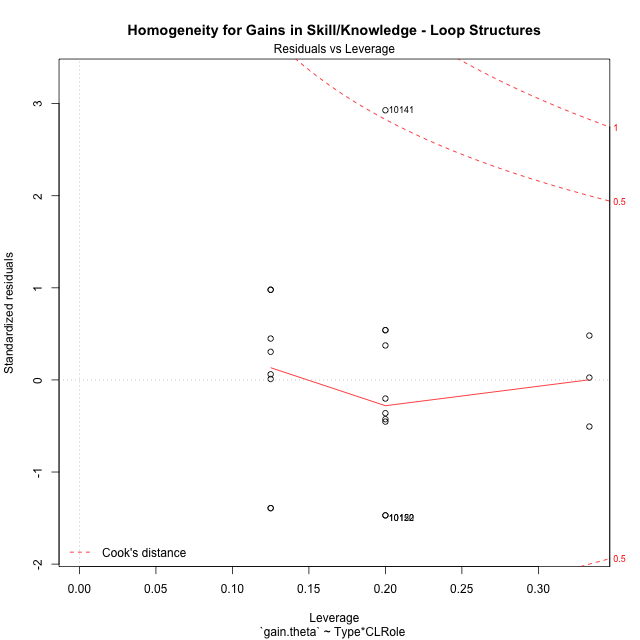 Homogeneity for Gains in Skill/Knowledge - Loop Structures
Residuals vs Leverage
3
2
1
0
-1
-2
Standardized residuals
10141
1
0.5
0.5
Cook's distance
0.00
0.05
0.10
0.15
0.20
0.25
0.30
Leverage
`gain.theta` ~ Type*CLRole